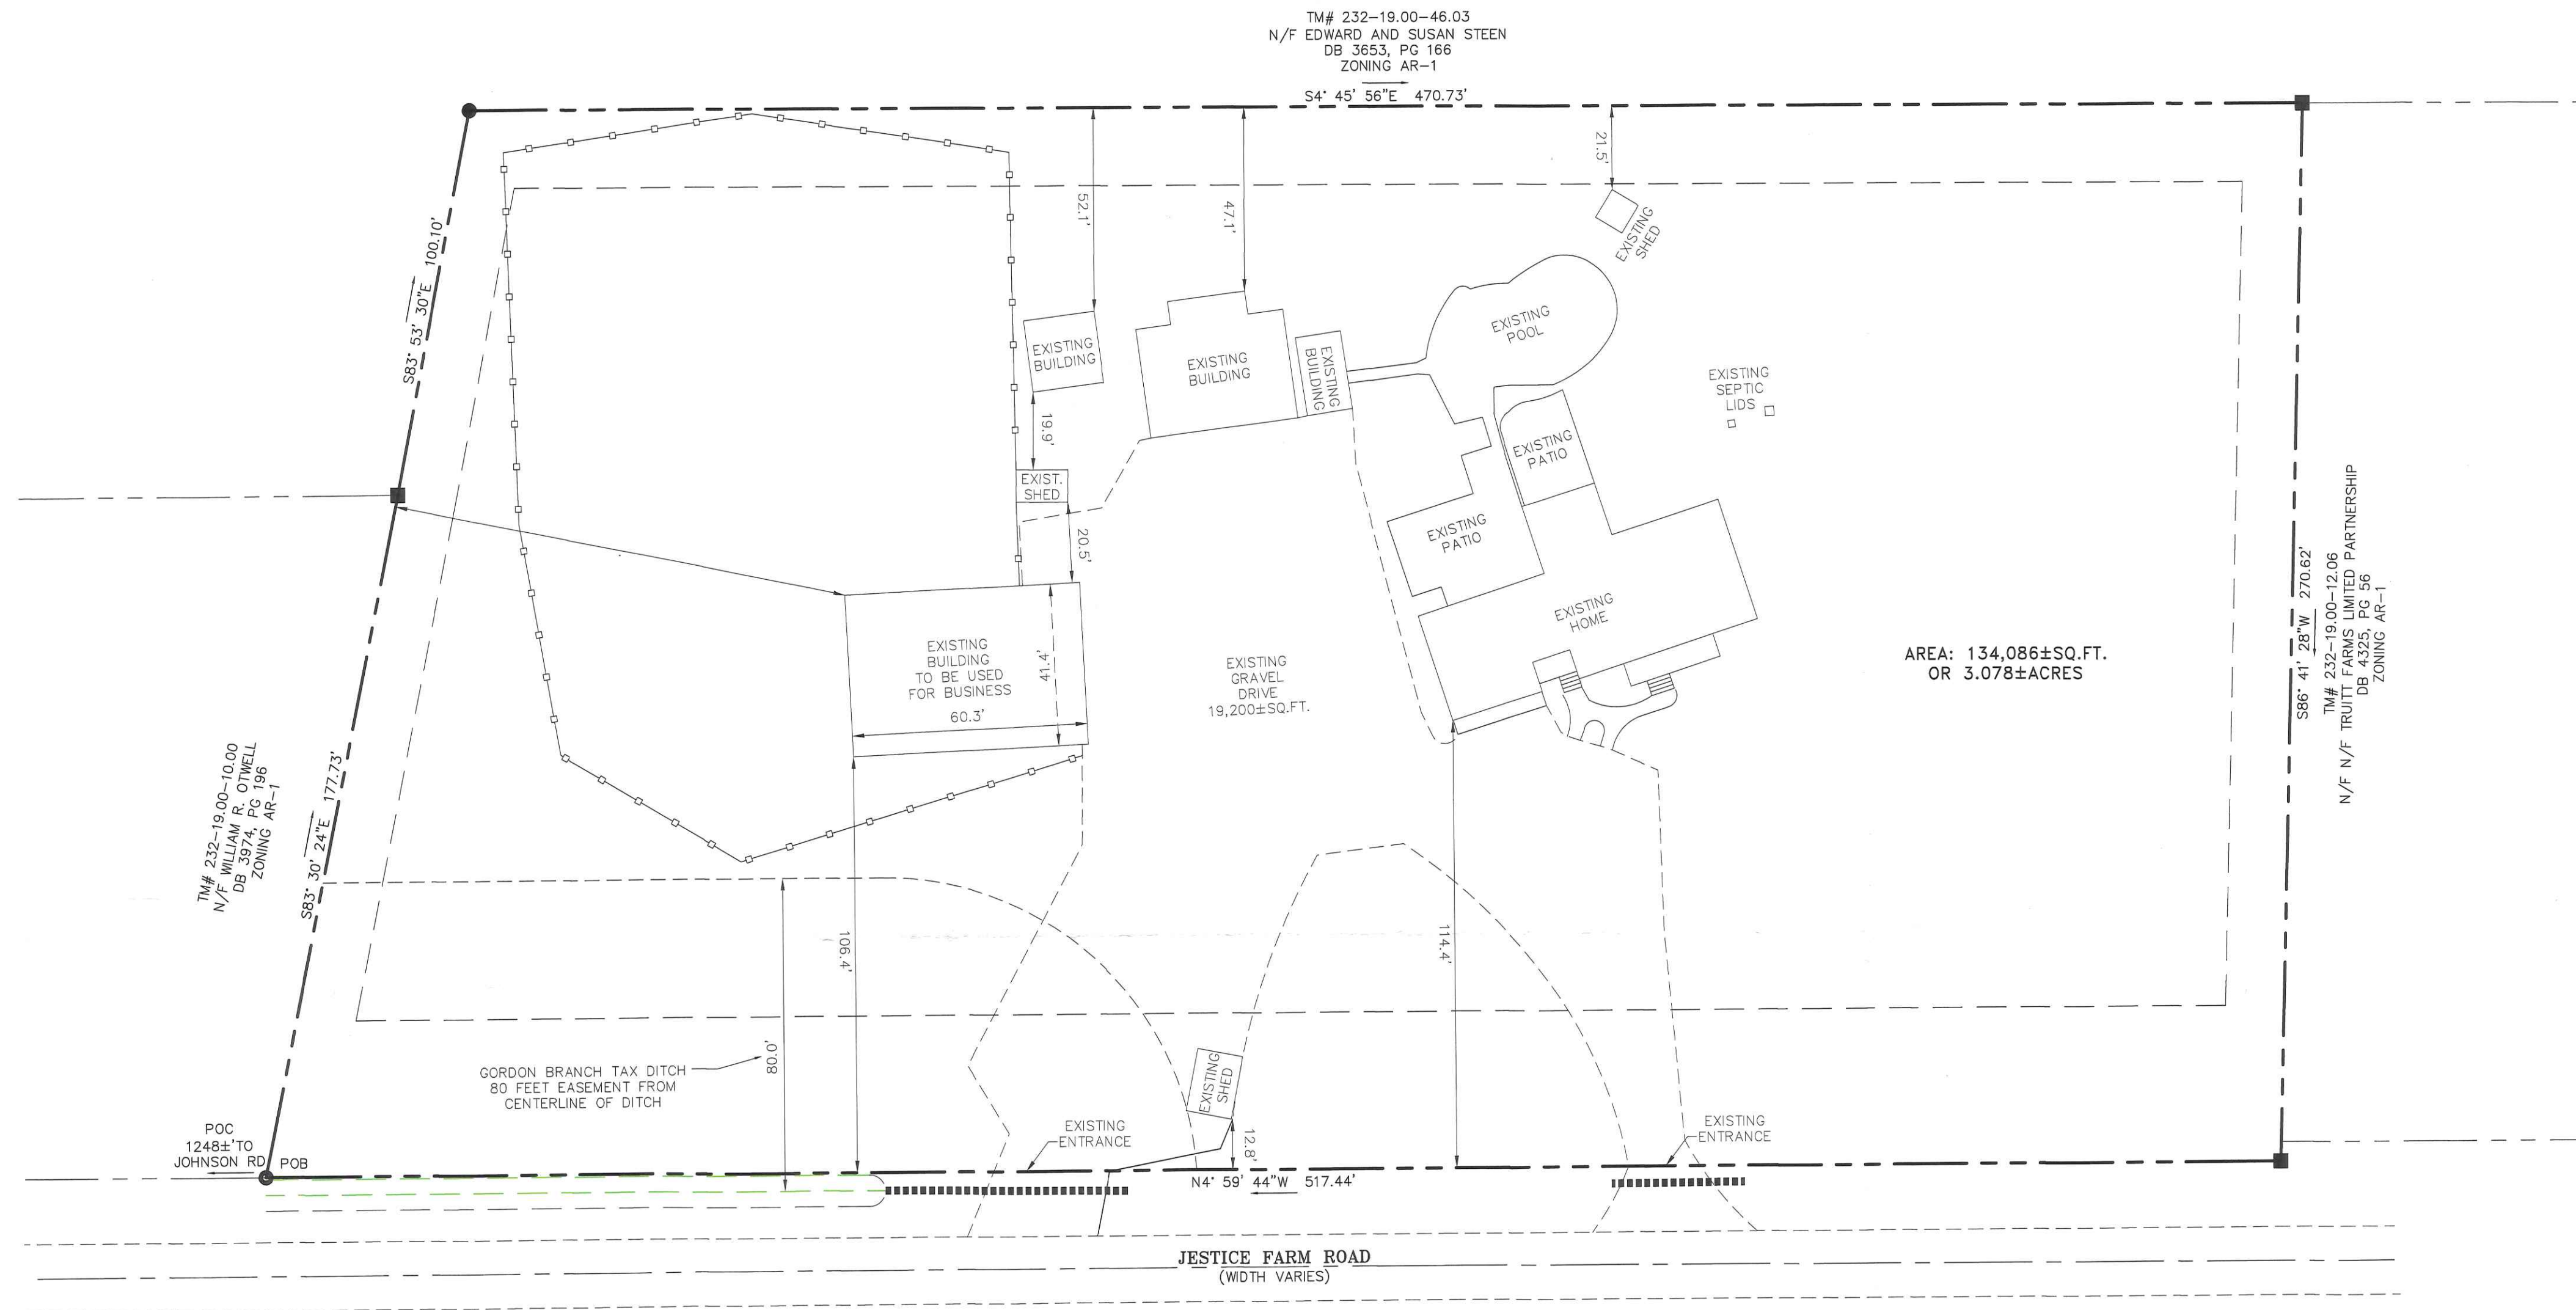 TM# 232-19.00-46.03
N/F EDWARD AND SUSAN STEEN
DB 3653, PG 166
ZONING AR-1
S4° 45' 56"E 470.73'
52.1'
47.1'
21.5'
EXISTING
SHED
S83° 53' 30"E 100.10'
EXISTING
BUILDING
EXISTING
BUILDING
EXISTING
BUILDING
EXISTING
POOL
EXISTING
SEPTIC
LIDS
19.9'
EXIST.
SHED
20.5'
EXISTING
PATIO
EXISTING
PATIO
EXISTING
HOME
EXISTING
BUILDING
TO BE USED
FOR BUSINESS
41.4'
60.3'
EXISTING
GRAVEL
DRIVE
19,200±SQ.FT.
AREA: 134,086±SQ.FT.
OR 3.078±ACRES
S86° 41' 28"W 270.62'
TM# 232-19.00-12.06
N/F N/F TRUITT FARMS LIMITED PARTNERSHIP
DB 4325, PG 56
ZONING AR-1
TM# 232-19.00-10.00
N/F WILLIAM R. OTWELL
DB 3974, PG 196
ZONING AR-1
S83° 30' 24"E 177.73'
106.4'
114.4'
80.0'
GORDON BRANCH TAX DITCH
80 FEET EASEMENT FROM
CENTERLINE OF DITCH
EXISTING
SHED
12.8'
EXISTING
ENTRANCE
EXISTING
ENTRANCE
POC
1248±'TO
JOHNSON RD
POB
N4° 59' 44"W 517.44'
JESTICE FARM ROAD
(WIDTH VARIES)